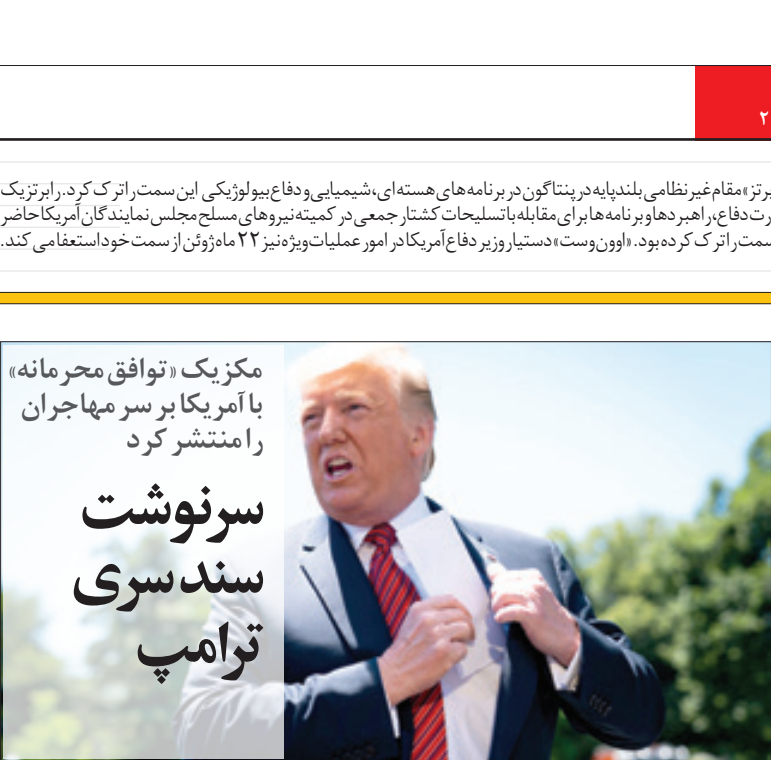 ۲
برتز» مقام غیرنظامی بلندپایه در پنتاگون در برنامه‌های هسته‌ای، شیمیایی و دفاع بیولوژیکی این سمت را ترک کرد. رابرتز یک
رت دفاع، راهبردها و برنامه‌ها برای مقابله با تسلیحات کشتار جمعی در کمیته نیروهای مسلح مجلس نمایندگان آمریکا حاضر
سمت را ترک کرده بود. «اوون وست» دستیار وزیر دفاع آمریکا در امور عملیات ویژه نیز ۲۲ ماه ژوئن از سمت خود استعفا می‌کند.
مکزیک «توافق محرمانه»
با آمریکا بر سر مهاجران
را منتشر کرد
سرنوشت
سند سری
ترامپ